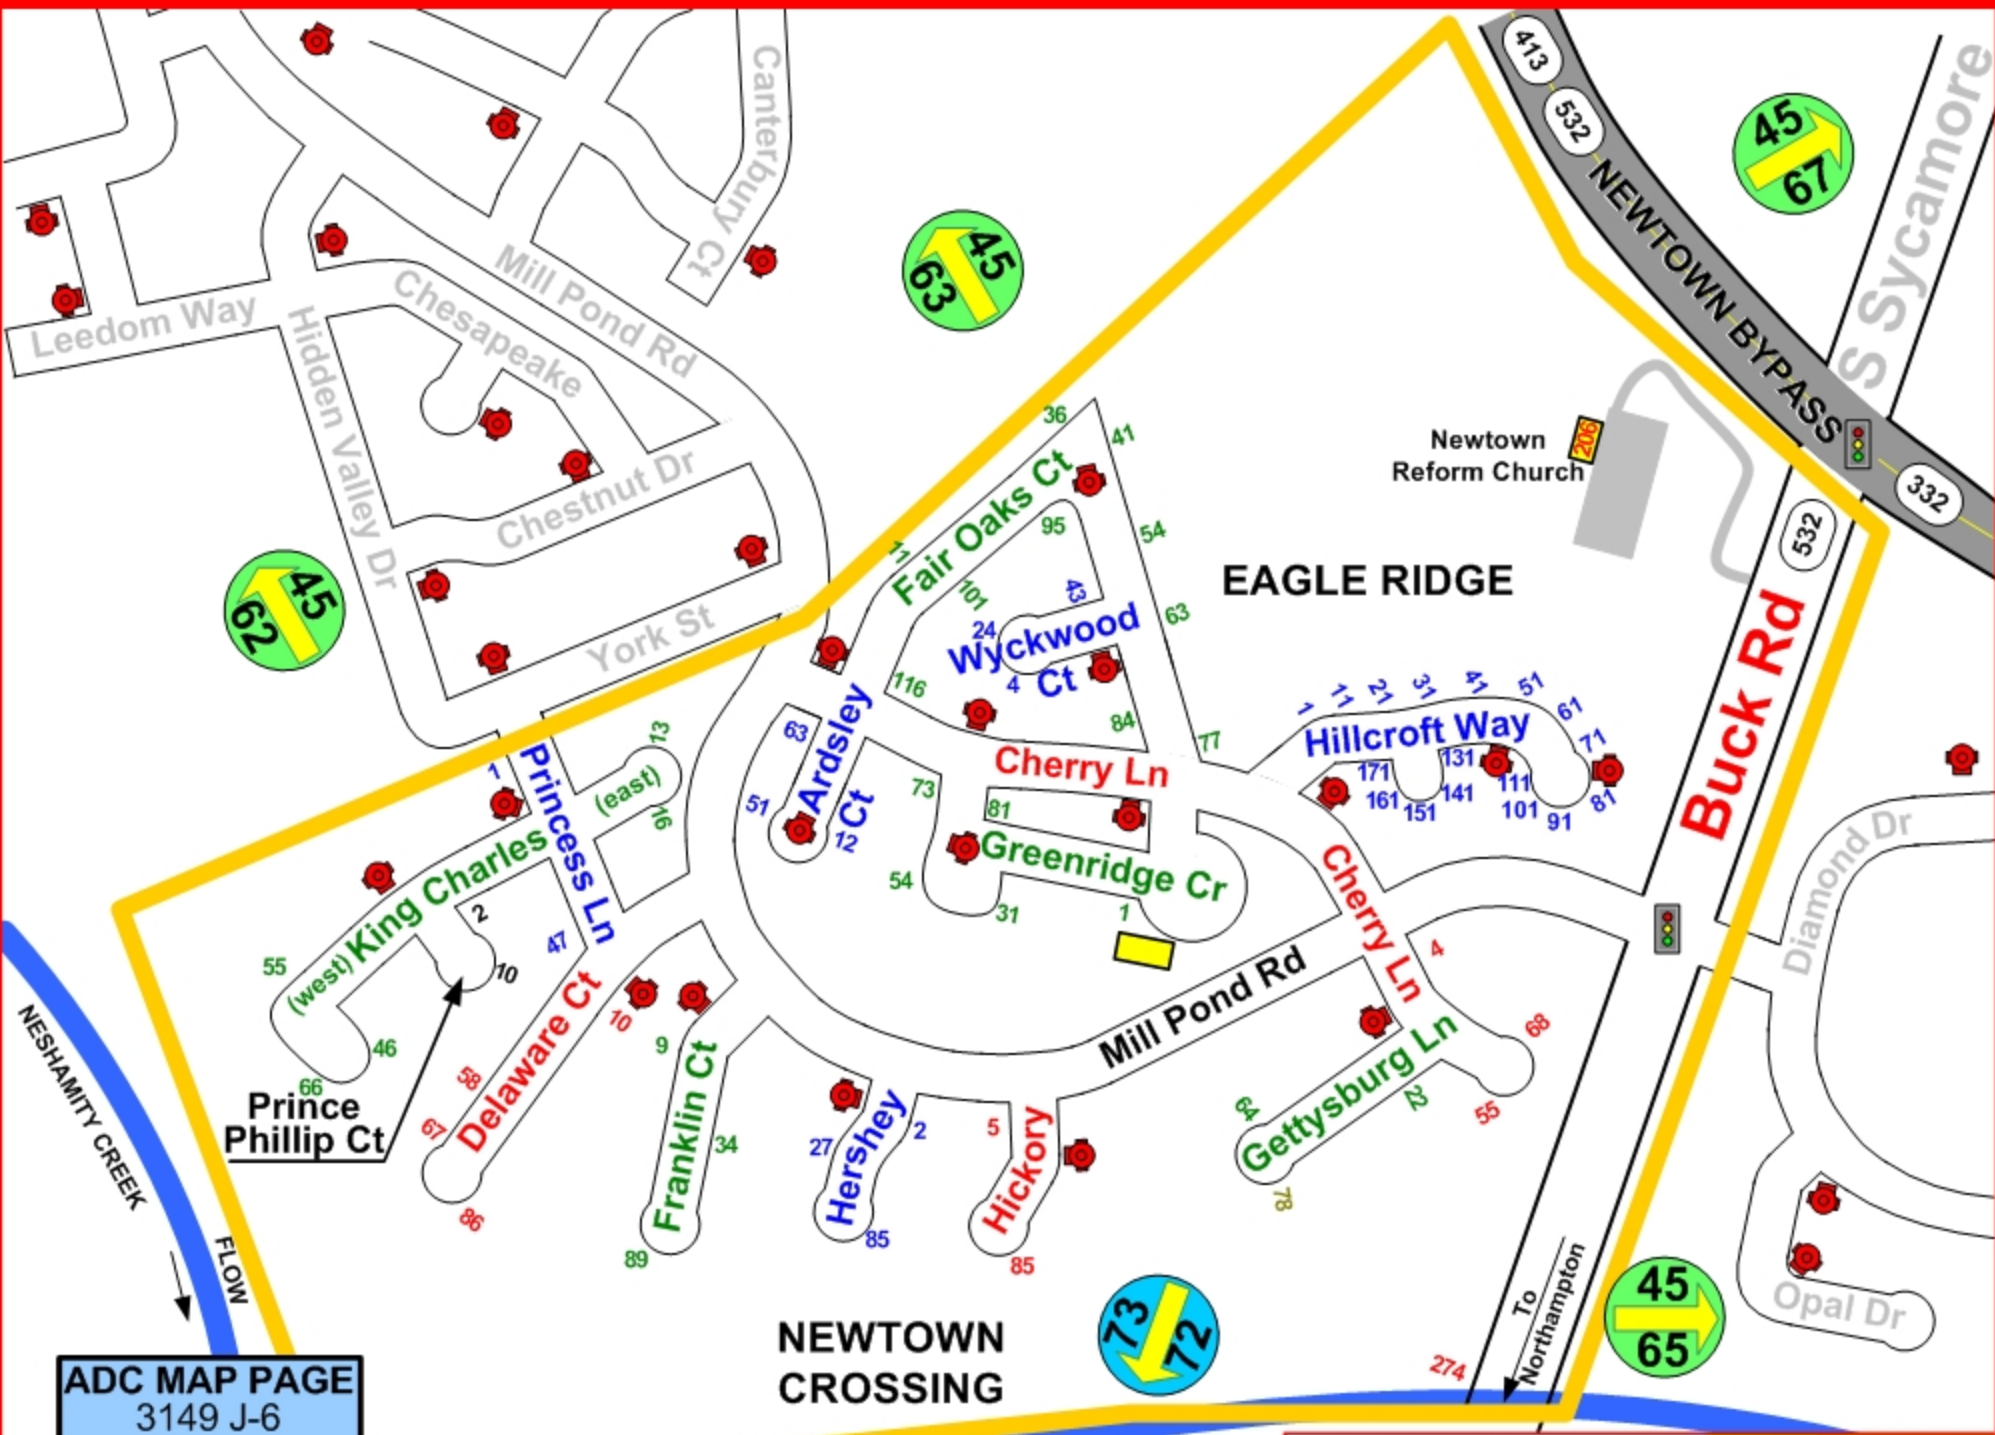 413
532
NEWTOWN BYPASS
332
45
67
S Sycamore
Canterbury Ct
45
63
Mill Pond Rd
Leedom Way
Chesapeake
Hidden Valley Dr
Chestnut Dr
York St
45
62
Newtown
Reform Church
206
532
EAGLE RIDGE
Buck Rd
36
41
Fair Oaks Ct
11
95
54
101
43
24
Wyckwood
Ct
4
63
116
84
77
Cherry Ln
Ardsley
Ct
63
51
12
73
81
Greenridge Cr
54
31
1
1
11
21
31
41
51
61
71
Hillcroft Way
171
161
151
141
131
111
101
91
81
Diamond Dr
13
(east)
16
1
Princess Ln
King Charles
(west)
55
2
10
47
46
66
Prince
Phillip Ct
Delaware Ct
10
58
67
86
Franklin Ct
9
34
89
Hershey
27
2
85
Hickory
5
85
Mill Pond Rd
Cherry Ln
4
68
55
Gettysburg Ln
64
22
78
NESHAMITY CREEK
FLOW
ADC MAP PAGE
3149 J-6
NEWTOWN
CROSSING
73
72
274
To
Northampton
45
65
Opal Dr